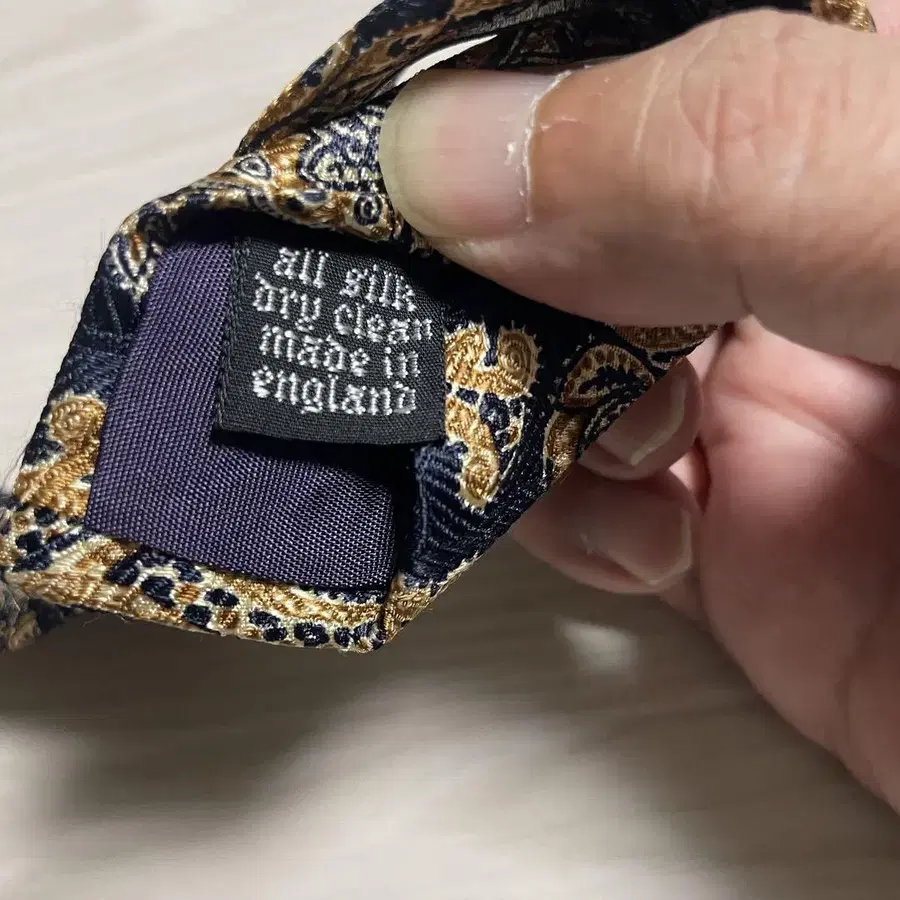 all silk
dry clean
made in
england